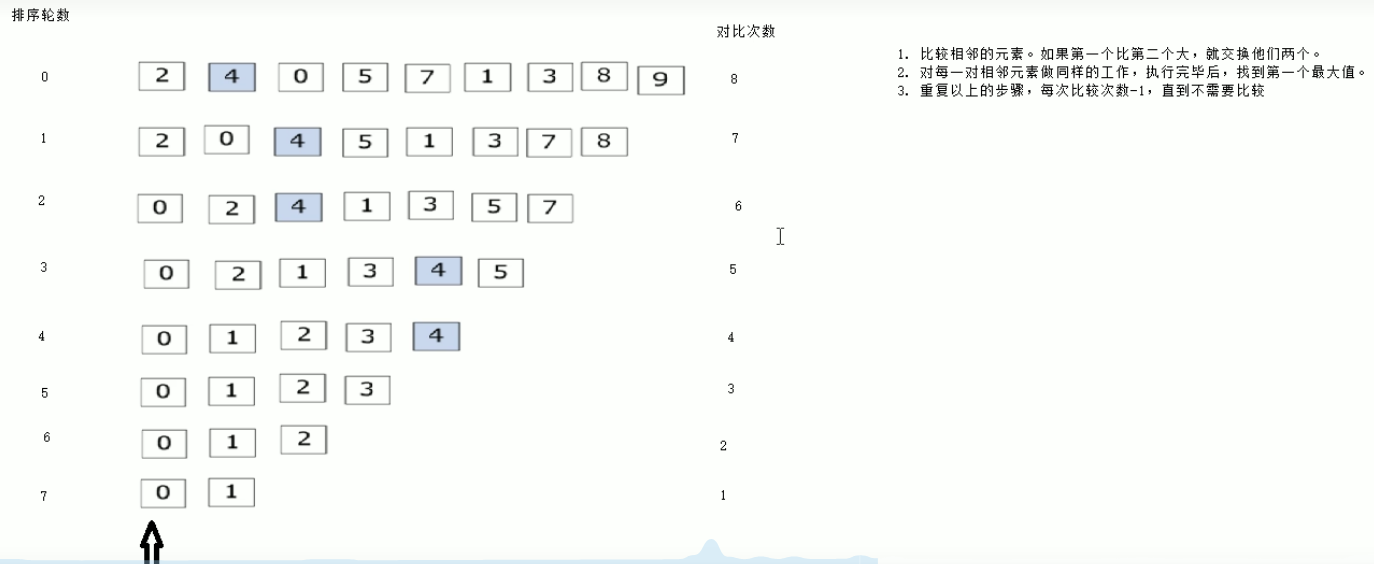 排序轮数
对比次数
0 2 4 0 5 7 1 3 8 9 8
1 2 0 4 5 1 3 7 8 7
2 0 2 4 1 3 5 7 6
3 0 2 1 3 4 5 5
4 0 1 2 3 4 4
5 0 1 2 3 3
6 0 1 2 2
7 0 1 1
1. 比较相邻的元素。如果第一个比第二个大，就交换他们两个。
2. 对每一对相邻元素做同样的工作，执行完毕后，找到第一个最大值。
3. 重复以上的步骤，每次比较次数-1，直到不需要比较